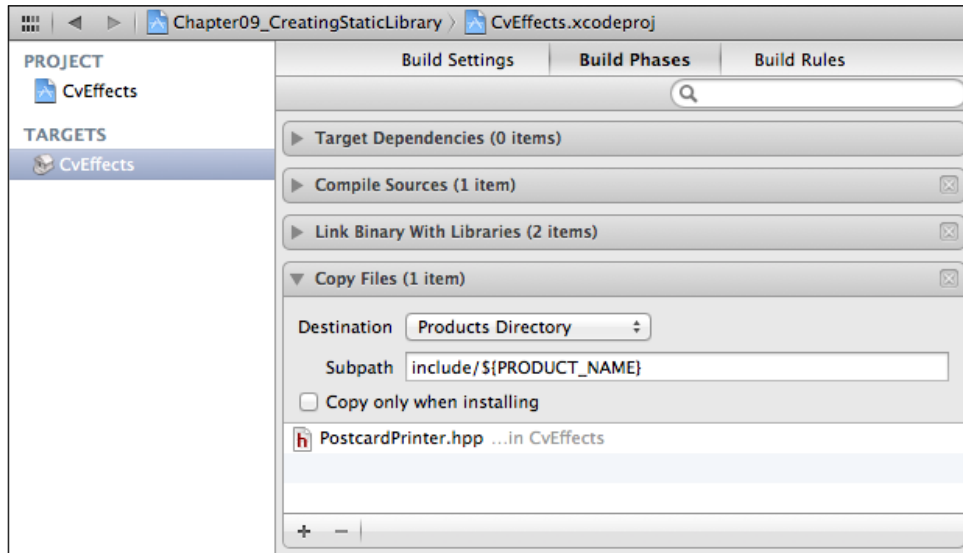 Chapter09_CreatingStaticLibrary CvEffects.xcodeproj
PROJECT
CvEffects
TARGETS
CvEffects
Build Settings Build Phases Build Rules
Target Dependencies (0 items)
Compile Sources (1 item)
Link Binary With Libraries (2 items)
Copy Files (1 item)
Destination Products Directory
Subpath include/${PRODUCT_NAME}
Copy only when installing
h PostcardPrinter.hpp ...in CvEffects